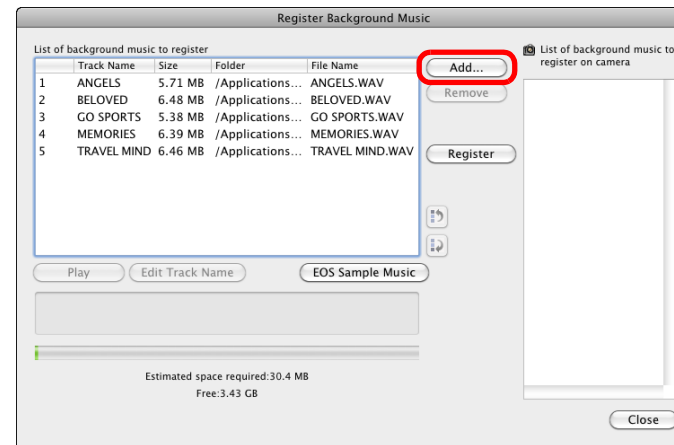 Register Background Music
List of background music to register
Track Name Size Folder File Name
1 ANGELS 5.71 MB /Applications... ANGELS.WAV
2 BELOVED 6.48 MB /Applications... BELOVED.WAV
3 GO SPORTS 5.38 MB /Applications... GO SPORTS.WAV
4 MEMORIES 6.39 MB /Applications... MEMORIES.WAV
5 TRAVEL MIND 6.46 MB /Applications... TRAVEL MIND.WAV
Add...
Remove
Register
Play Edit Track Name EOS Sample Music
Estimated space required:30.4 MB
Free:3.43 GB
List of background music to
register on camera
Close